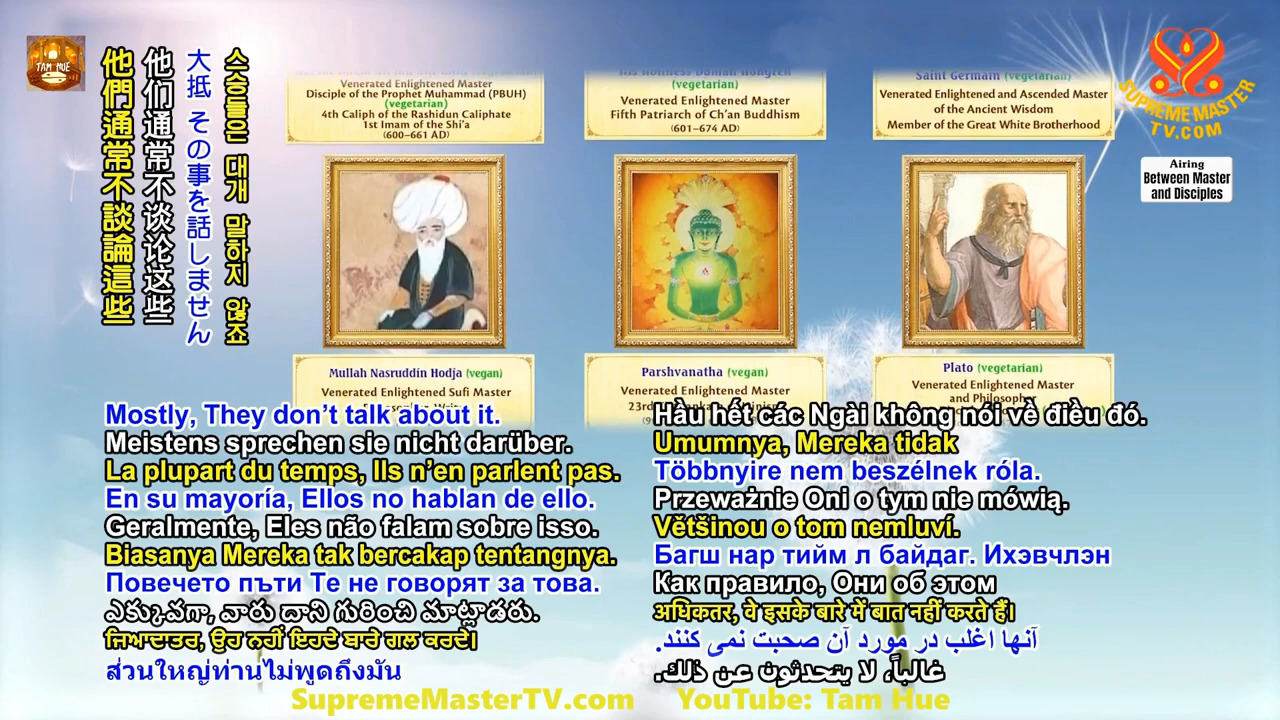 TAM HUE
他們通常不談論這些
他们通常不谈论这些
大抵 その事を話しません
스승들은 대개 말하지 않죠
Venerated Enlightened Master
Disciple of the Prophet Muhammad (PBUH)
(vegetarian)
4th Caliph of the Rashidun Caliphate
1st Imam of the Shi'a
(600–661 AD)
(vegetarian)
Venerated Enlightened Master
Fifth Patriarch of Ch'an Buddhism
(601–674 AD)
Saint Germain (vegetarian)
Venerated Enlightened and Ascended Master
of the Ancient Wisdom
Member of the Great White Brotherhood
SUPREME MASTER
TV.COM
Airing
Between Master
and Disciples
Mullah Nasruddin Hodja (vegan)
Venerated Enlightened Sufi Master
Parshvanatha (vegan)
Venerated Enlightened Master
Plato (vegetarian)
Venerated Enlightened Master
and Philosopher
Mostly, They don't talk about it.
Meistens sprechen sie nicht darüber.
La plupart du temps, Ils n'en parlent pas.
En su mayoría, Ellos no hablan de ello.
Geralmente, Eles não falam sobre isso.
Biasanya Mereka tak bercakap tentangnya.
Повечето пъти Те не говорят за това.
ఎక్కువగా, వారు దాని గురించి మాట్లాడరు.
ਜਿਆਦਾਤਰ, ਉਹ ਨਹੀਂ ਇਹਦੇ ਬਾਰੇ ਗਲ ਕਰਦੇ।
ส่วนใหญ่ท่านไม่พูดถึงมัน
Hầu hết các Ngài không nói về điều đó.
Umumnya, Mereka tidak
Többnyire nem beszélnek róla.
Przeważnie Oni o tym nie mówią.
Většinou o tom nemluví.
Багш нар тийм л байдаг. Ихэвчлэн
Как правило, Они об этом
अधिकतर, वे इसके बारे में बात नहीं करते हैं।
آنها اغلب در مورد آن صحبت نمی کنند.
غالباً، لا يتحدثون عن ذلك.
SupremeMasterTV.com YouTube: Tam Hue